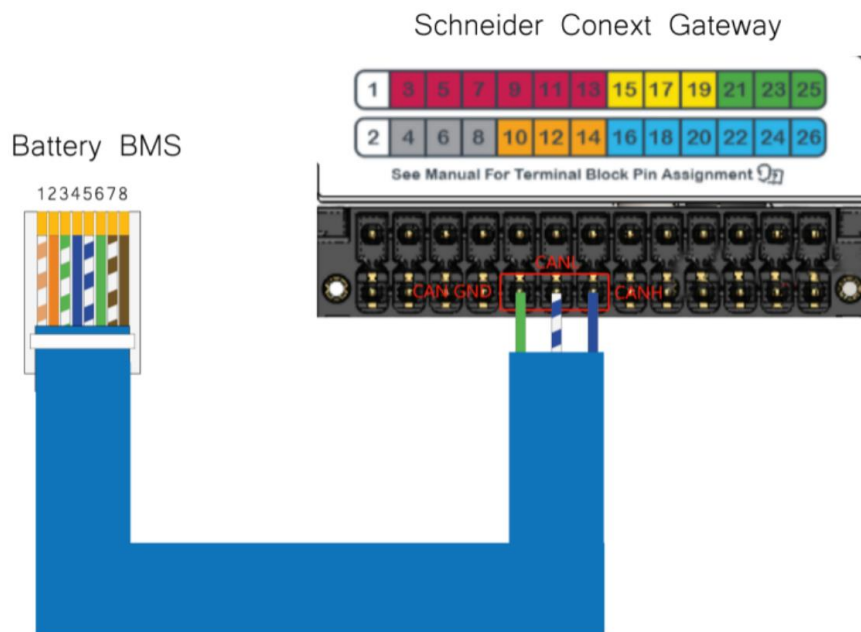 Schneider Conext Gateway
1 3 5 7 9 11 13 15 17 19 21 23 25
2 4 6 8 10 12 14 16 18 20 22 24 26
See Manual For Terminal Block Pin Assignment
Battery BMS
12345678
CANL
CAN GND
CANH